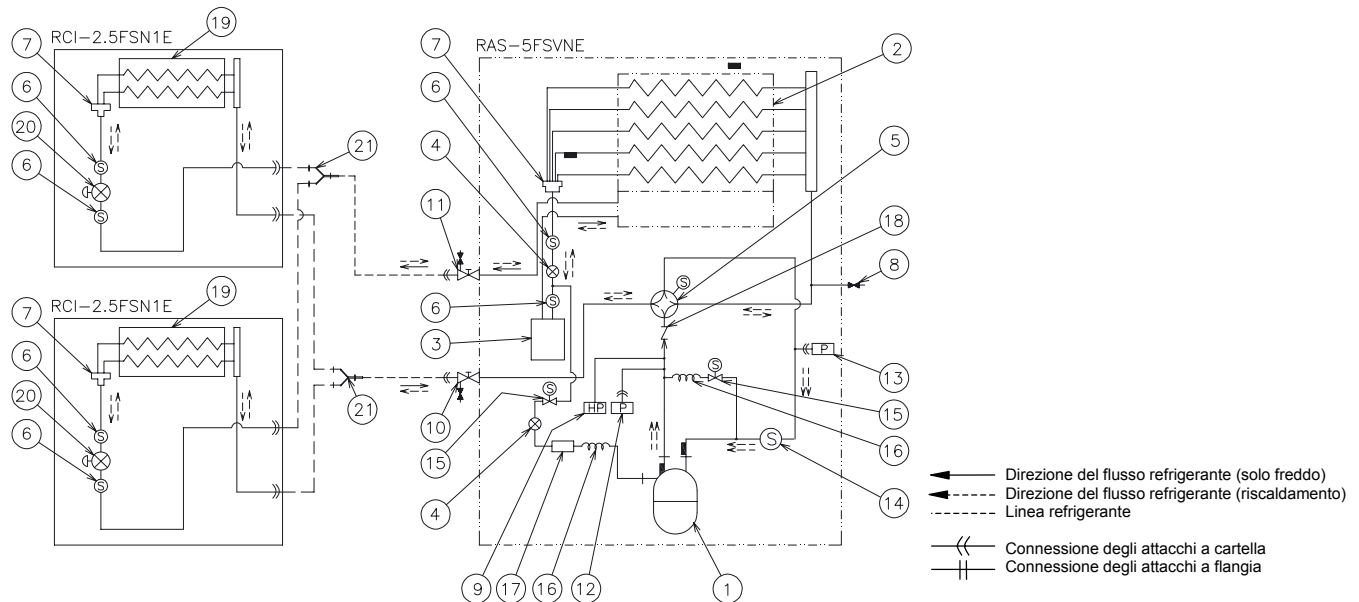 RCI-2.5FSN1E
19
7
6
20
6
21
RCI-2.5FSN1E
19
7
6
20
6
21
RAS-5FSVNE
7
2
6
4
5
11
18
8
S
S
S
S
S
6
3
P
13
S
S
HP
P
10
15
15
16
4
S
14
9
17
16
12
1
S
S
Direzione del flusso refrigerante (solo freddo)
Direzione del flusso refrigerante (riscaldamento)
Linea refrigerante
Connessione degli attacchi a cartella
Connessione degli attacchi a flangia